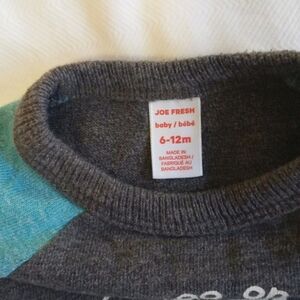 JOE FRESH
baby / bébé
6-12m
MADE IN
BANGLADESH /
FABRIQUÉ AU
BANGLADESH